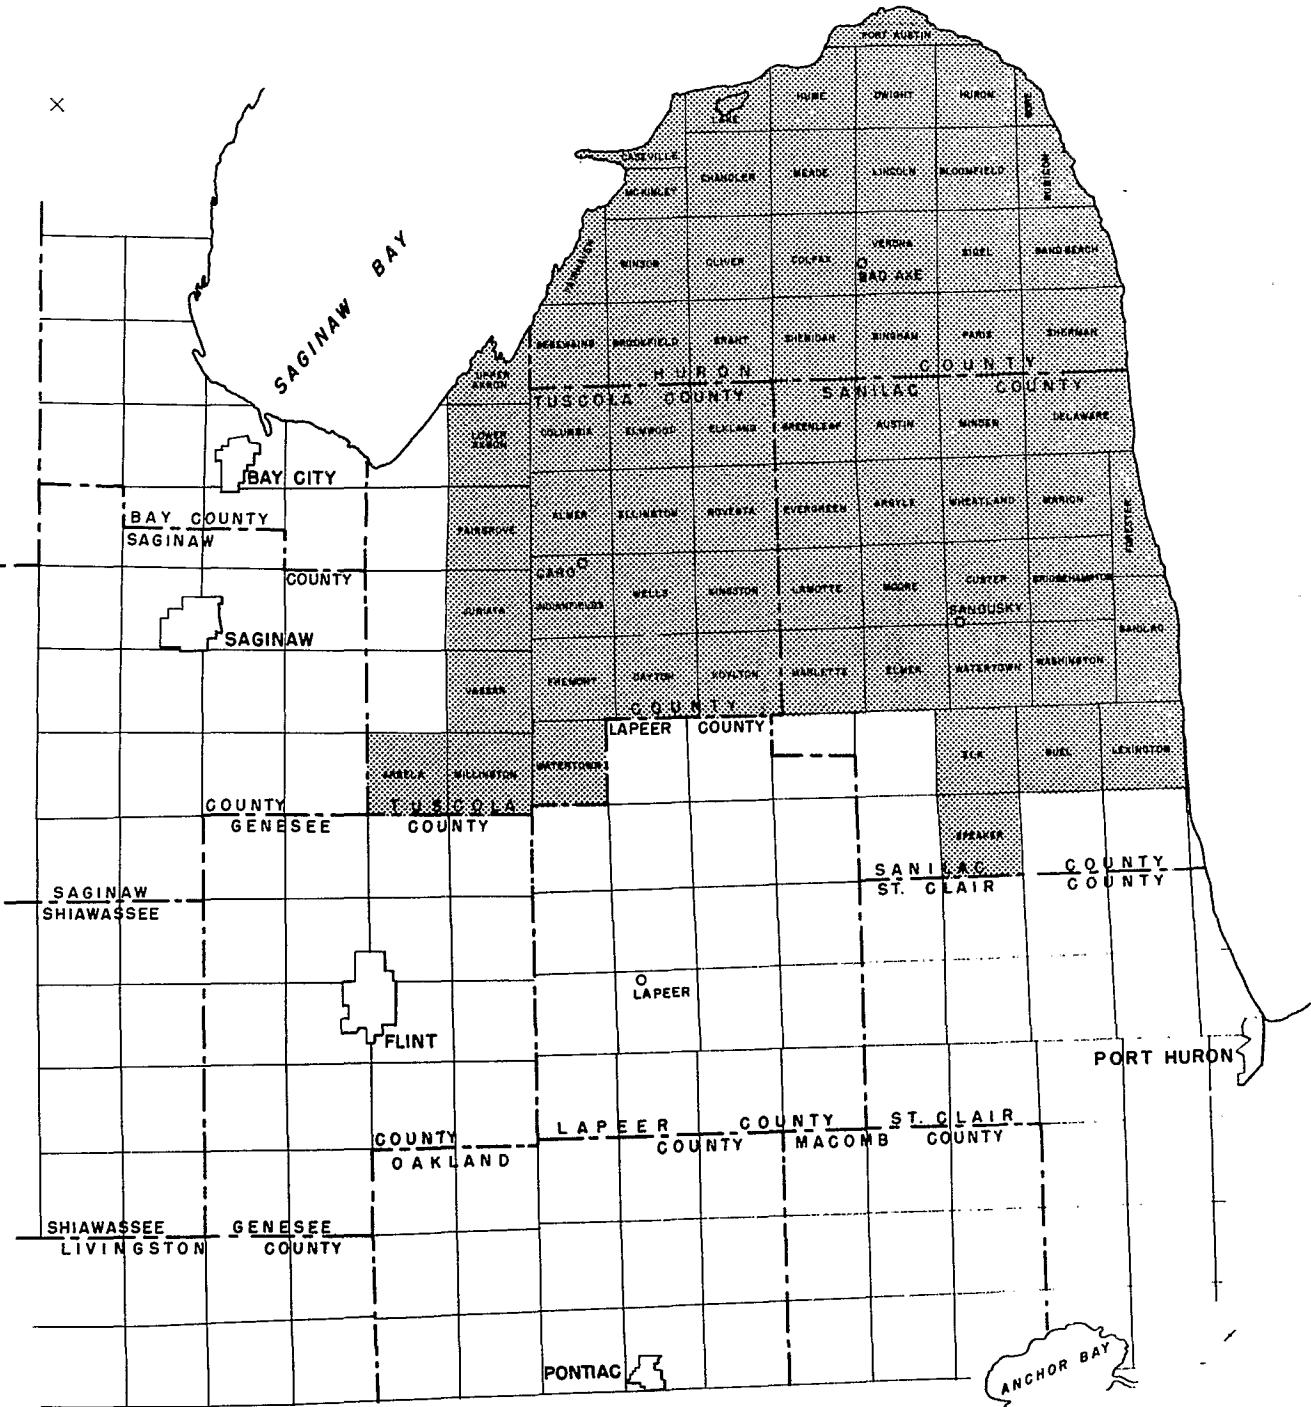 PORT AUSTIN
HUME
DWIGHT
HURON
GORE
LAKE
CASEVILLE
McKINLEY
CHANDLER
MEADE
LINCOLN
BLOOMFIELD
RUBICON
SAGINAW BAY
FAIRHAVEN
WINSOR
OLIVER
COLFAX
VERONA
BAD AXE
SIGEL
SAND BEACH
SEBEWAING
BROOKFIELD
GRANT
SHERIDAN
BINGHAM
PARIS
SHERMAN
HURON COUNTY
UPPER
AKRON
TUSCOLA COUNTY
SANILAC COUNTY
LOWER
AKRON
COLUMBIA
ELMWOOD
ELKLAND
GREENLEAF
AUSTIN
MINDEN
DELAWARE
BAY CITY
BAY COUNTY
SAGINAW
COUNTY
FAIRGROVE
ALMER
ELLINGTON
NOVESTA
EVERGREEN
ARGYLE
WHEATLAND
MARION
FORESTER
CARO
SAGINAW
JUNIATA
INDIANFIELDS
WELLS
KINGSTON
LAMOTTE
MOORE
CUSTER
SANDUSKY
BRIDGEHAMPTON
SANILAC
VASSAR
FREMONT
DAYTON
KOYLTON
MARLETTE
ELMER
WATERTOWN
WASHINGTON
COUNTY
LAPEER COUNTY
ARBELA
MILLINGTON
WATERTOWN
ELK
BUEL
LEXINGTON
COUNTY
TUSCOLA
GENESEE
COUNTY
SPEAKER
SANILAC COUNTY
ST. CLAIR COUNTY
SAGINAW
SHIAWASSEE
LAPEER
FLINT
PORT HURON
COUNTY
OAKLAND
LAPEER COUNTY
COUNTY
MACOMB
ST. CLAIR
COUNTY
SHIAWASSEE
LIVINGSTON
GENESEE
COUNTY
PONTIAC
ANCHOR BAY